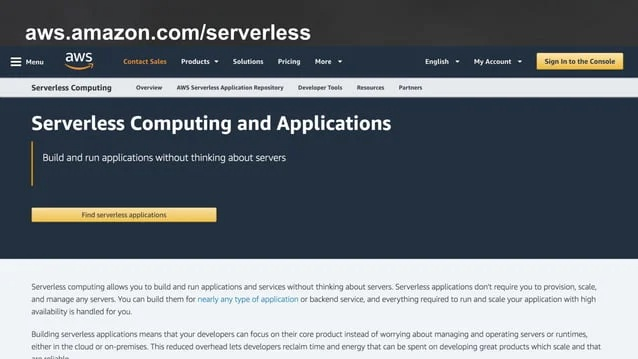 aws.amazon.com/serverless
Menu
aws
Contact Sales
Products
Solutions
Pricing
More
English
My Account
Sign In to the Console
Serverless Computing
Overview
AWS Serverless Application Repository
Developer Tools
Resources
Partners
Serverless Computing and Applications
Build and run applications without thinking about servers
Find serverless applications
Serverless computing allows you to build and run applications and services without thinking about servers. Serverless applications don't require you to provision, scale,
and manage any servers. You can build them for nearly any type of application or backend service, and everything required to run and scale your application with high
availability is handled for you.
Building serverless applications means that your developers can focus on their core product instead of worrying about managing and operating servers or runtimes,
either in the cloud or on-premises. This reduced overhead lets developers reclaim time and energy that can be spent on developing great products which scale and that
are reliable.